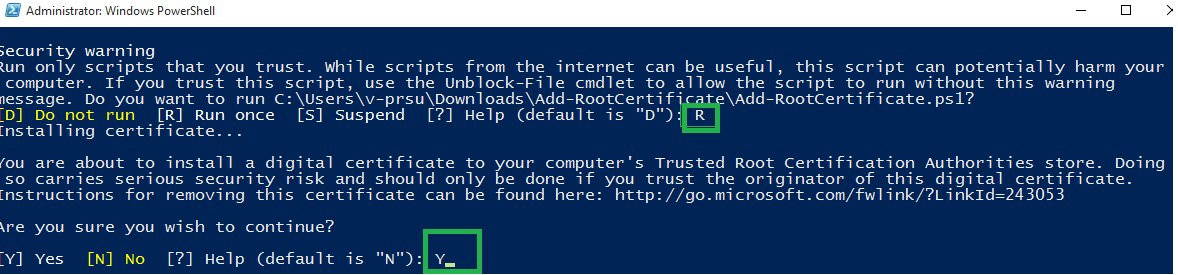 Administrator: Windows PowerShell
Security warning
Run only scripts that you trust. While scripts from the internet can be useful, this script can potentially harm your
computer. If you trust this script, use the Unblock-File cmdlet to allow the script to run without this warning
message. Do you want to run C:\Users\v-prsu\Downloads\Add-RootCertificate\Add-RootCertificate.ps1?
[D] Do not run  [R] Run once  [S] Suspend  [?] Help (default is "D"): R
Installing certificate...
You are about to install a digital certificate to your computer's Trusted Root Certification Authorities store. Doing
so carries serious security risk and should only be done if you trust the originator of this digital certificate.
Instructions for removing this certificate can be found here: http://go.microsoft.com/fwlink/?LinkId=243053
Are you sure you wish to continue?
[Y] Yes  [N] No  [?] Help (default is "N"): Y